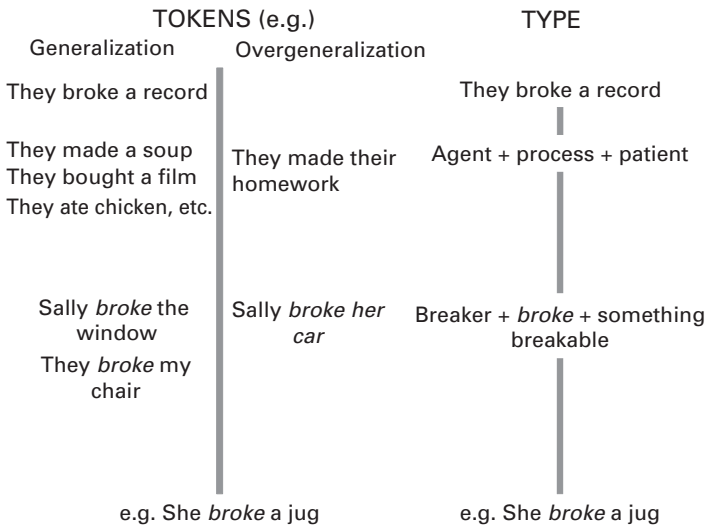 TOKENS (e.g.) TYPE
Generalization Overgeneralization
They broke a record They broke a record
They made a soup
They bought a film
They ate chicken, etc.
They made their
homework
Agent + process + patient
Sally broke the
window
They broke my
chair
Sally broke her
car
Breaker + broke + something
breakable
e.g. She broke a jug e.g. She broke a jug